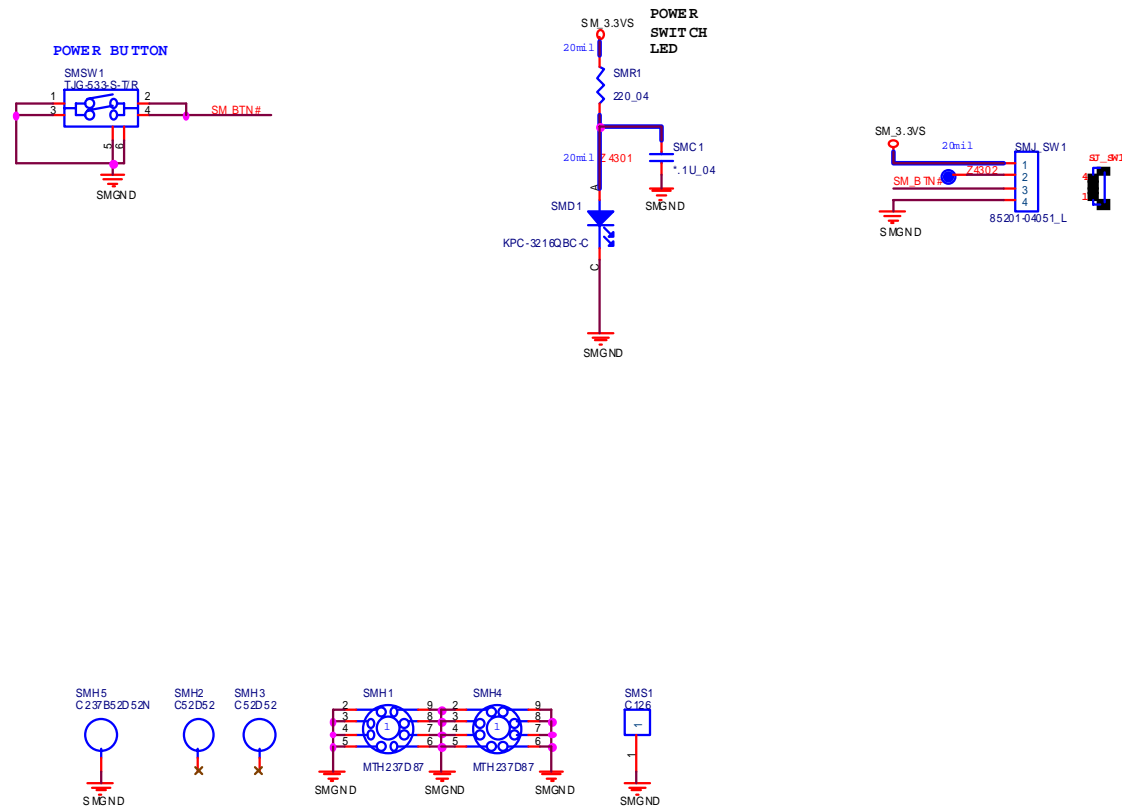 POWER BUTTON
SMSW1
TJG-533-S-T/R
1
2
3
4
SM_BTN#
5
6
SMGND
SM_3.3VS
POWER
SWITCH
LED
20mil
SMR1
220_04
20mil
Z4301
SMC1
*.1U_04
SMGND
A
SMD1
KPC-3216QBC-C
C
SMGND
SM_3.3VS
20mil
SMJ_SW1
Z4302
1
2
SM_BTN#
3
4
SMGND
85201-04051_L
4
1
SMH5
C237B52D52N
SMGND
SMH2
C52D52
SMH3
C52D52
SMH1
2
9
3
8
4
1
7
5
6
MTH237D87
SMGND
SMGND
SMH4
2
9
3
8
4
1
7
5
6
MTH237D87
SMGND
SMS1
C126
1
1
SMGND